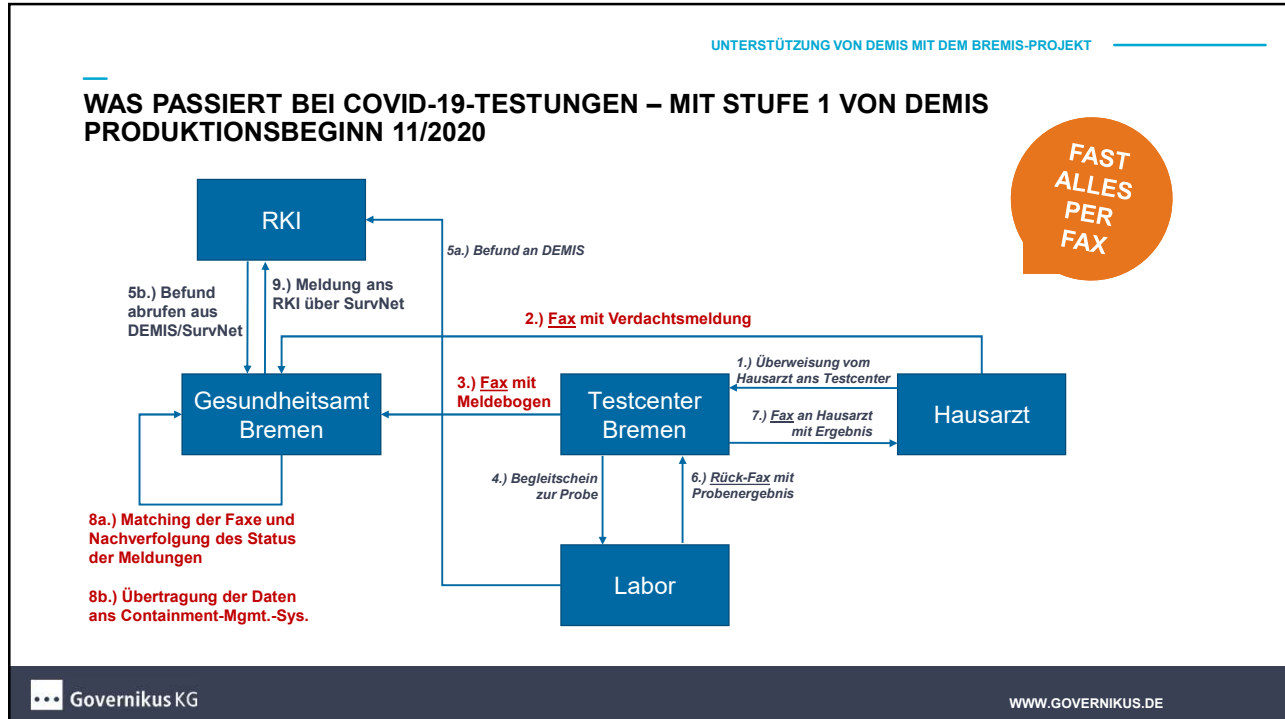 UNTERSTÜTZUNG VON DEMIS MIT DEM BREMIS-PROJEKT
WAS PASSIERT BEI COVID-19-TESTUNGEN – MIT STUFE 1 VON DEMIS
PRODUKTIONSBEGINN 11/2020
FAST
ALLES
PER
FAX
RKI
5a.) Befund an DEMIS
5b.) Befund
abrufen aus
DEMIS/SurvNet
9.) Meldung ans
RKI über SurvNet
2.) Fax mit Verdachtsmeldung
1.) Überweisung vom
Hausarzt ans Testcenter
3.) Fax mit
Meldebogen
Gesundheitsamt
Bremen
Testcenter
Bremen
Hausarzt
7.) Fax an Hausarzt
mit Ergebnis
4.) Begleitschein
zur Probe
6.) Rück-Fax mit
Probenergebnis
8a.) Matching der Faxe und
Nachverfolgung des Status
der Meldungen
Labor
8b.) Übertragung der Daten
ans Containment-Mgmt.-Sys.
Governikus KG
WWW.GOVERNIKUS.DE